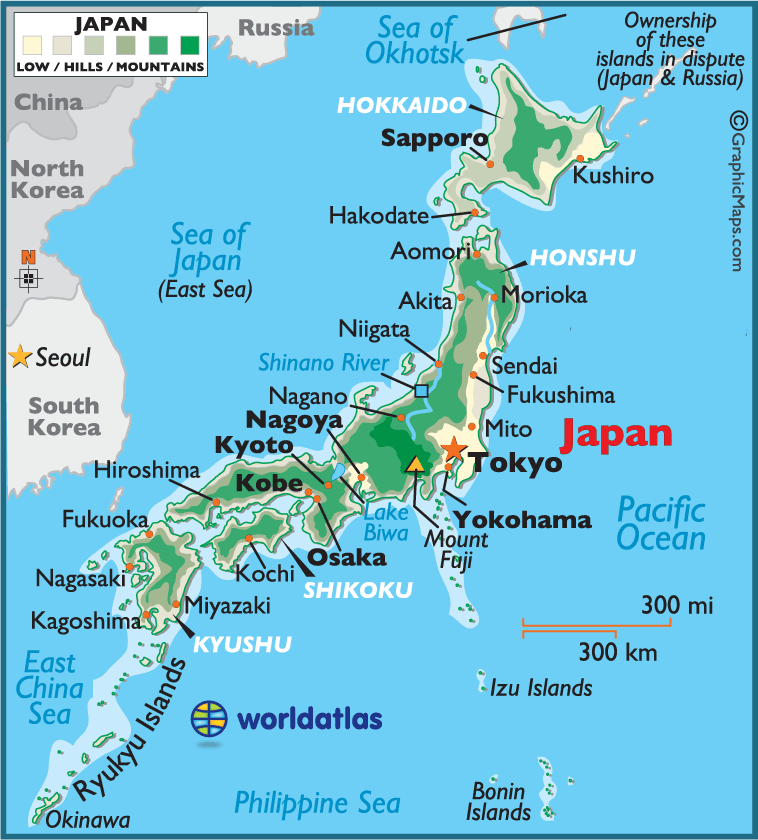 JAPAN
LOW / HILLS / MOUNTAINS
Russia
Sea of
Okhotsk
Ownership
of these
islands in dispute
(Japan & Russia)
China
HOKKAIDO
Sapporo
©GraphicMaps.com
North
Korea
Kushiro
Hakodate
Sea of
Japan
(East Sea)
Aomori
HONSHU
N
Akita
Morioka
Niigata
Seoul
Shinano River
Sendai
Fukushima
Nagano
South
Korea
Nagoya
Mito
Japan
Kyoto
Tokyo
Hiroshima
Kobe
Lake
Biwa
Yokohama
Pacific
Ocean
Fukuoka
Mount
Fuji
Osaka
Kochi
Nagasaki
SHIKOKU
Miyazaki
300 mi
Kagoshima
KYUSHU
300 km
East
China
Sea
Izu Islands
Ryukyu Islands
worldatlas
Bonin
Islands
Philippine Sea
Okinawa